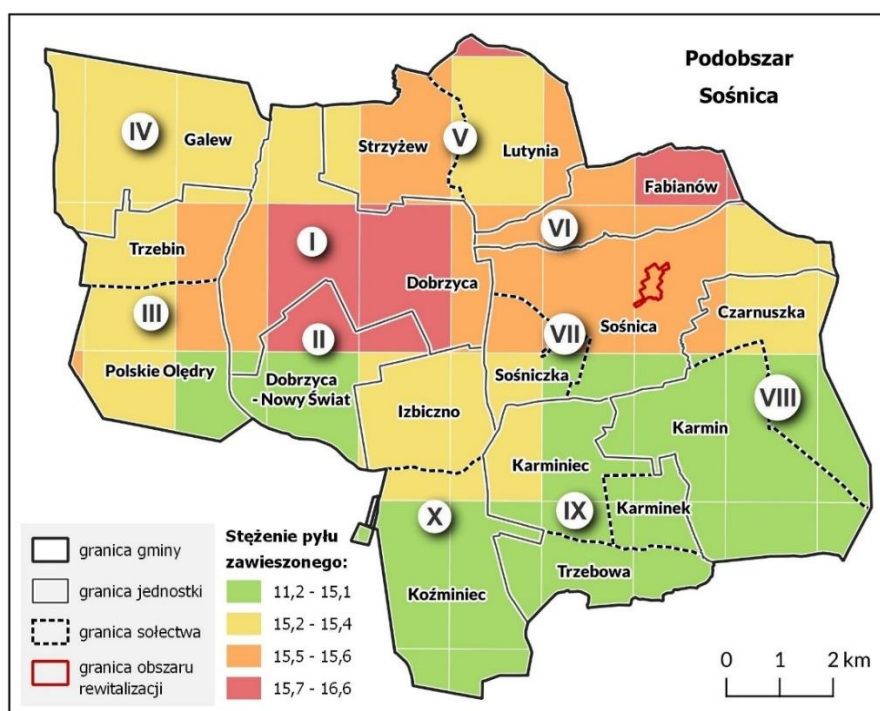 Podobszar
Sośnica
IV
Galew
Strzyżew
V
Lutynia
Fabianów
I
VI
Trzebin
Dobrzyca
III
II
VII
Sośnica
Czarnuszka
Polskie Olędry
Dobrzyca
- Nowy Świat
Sośniczka
VIII
Izbiczno
Karmin
Karminiec
X
IX
Karminek
Trzebowa
Koźminiec
granica gminy
granica jednostki
granica sołectwa
granica obszaru
rewitalizacji
Stężenie pyłu
zawieszonego:
11,2 - 15,1
15,2 - 15,4
15,5 - 15,6
15,7 - 16,6
0 1 2 km